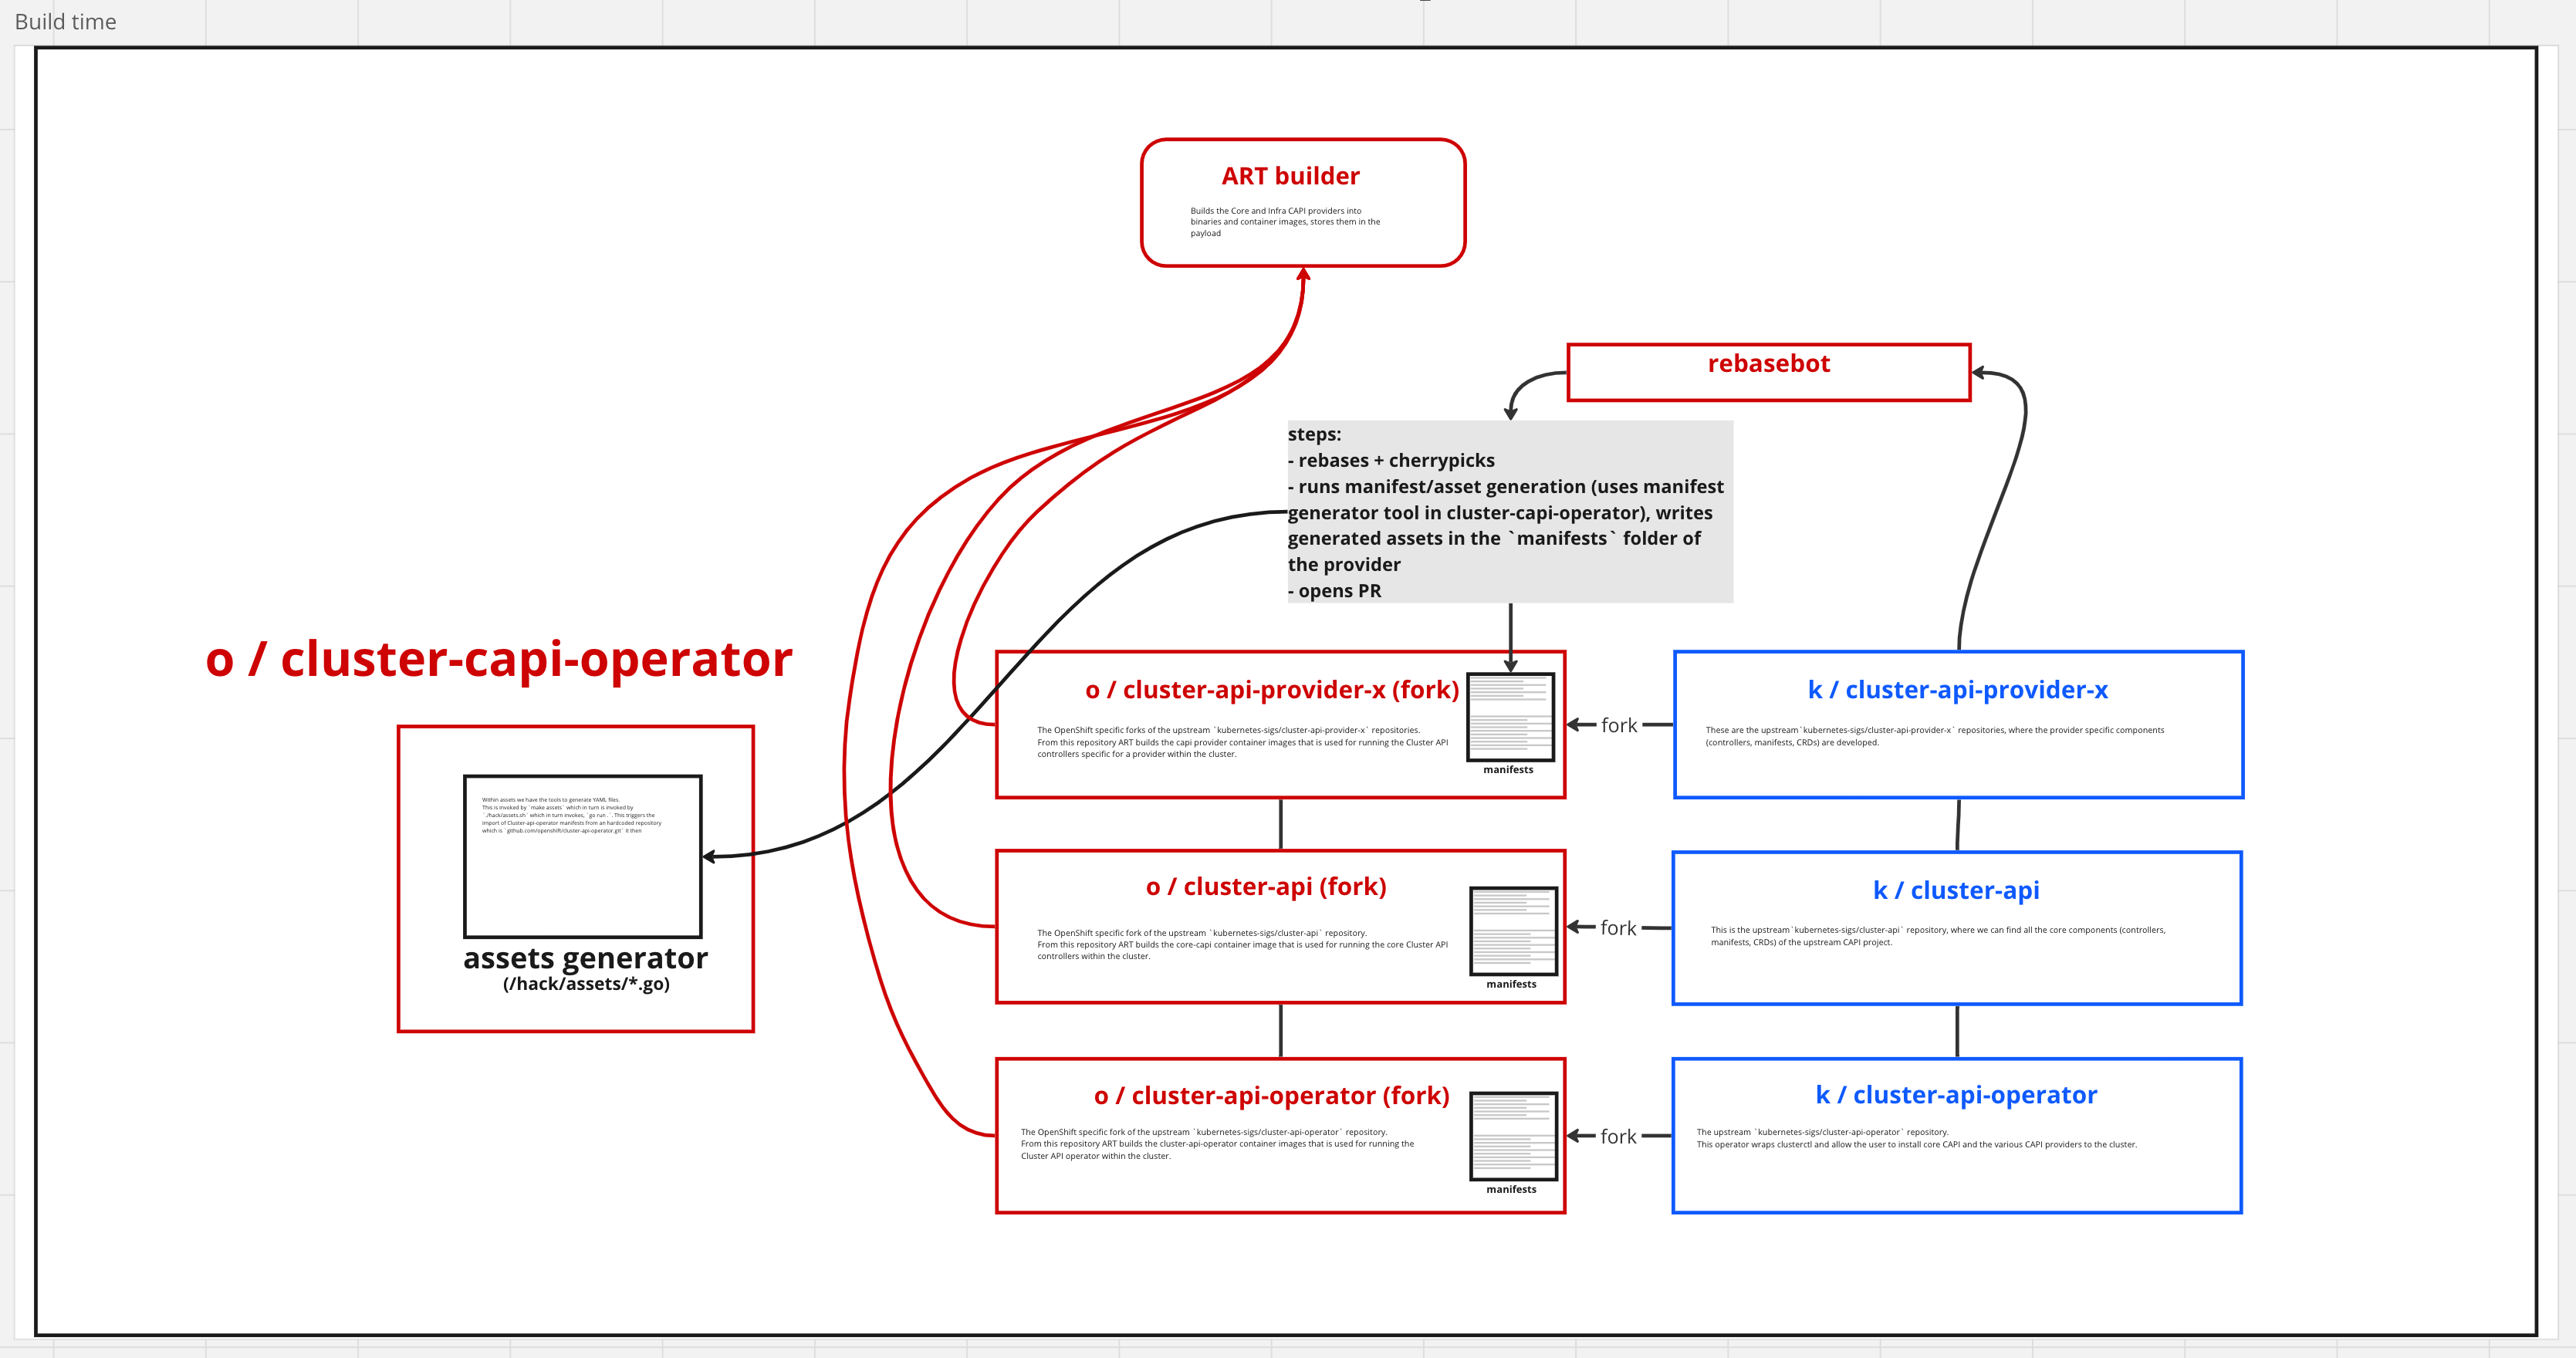 Build time
ART builder
Builds the Core and Infra CAPI providers into
binaries and container images, stores them in the
payload
rebasebot
steps:
- rebases + cherrypicks
- runs manifest/asset generation (uses manifest
generator tool in cluster-capi-operator), writes
generated assets in the `manifests` folder of
the provider
- opens PR
o / cluster-capi-operator
Within assets we have the tools to generate YAML files.
This is invoked by `make assets` which in turn is invoked by
`./hack/assets.sh` which in turn invokes, `go run .`. This triggers the
import of Cluster-api-operator manifests from an hardcoded repository
which is `github.com/openshift/cluster-api-operator.git` it then
assets generator
(/hack/assets/*.go)
o / cluster-api-provider-x (fork)
The OpenShift specific forks of the upstream `kubernetes-sigs/cluster-api-provider-x` repositories.
From this repository ART builds the capi provider container images that is used for running the Cluster API
controllers specific for a provider within the cluster.
manifests
fork
k / cluster-api-provider-x
These are the upstream`kubernetes-sigs/cluster-api-provider-x` repositories, where the provider specific components
(controllers, manifests, CRDs) are developed.
o / cluster-api (fork)
The OpenShift specific fork of the upstream `kubernetes-sigs/cluster-api` repository.
From this repository ART builds the core-capi container image that is used for running the core Cluster API
controllers within the cluster.
manifests
fork
k / cluster-api
This is the upstream`kubernetes-sigs/cluster-api` repository, where we can find all the core components (controllers,
manifests, CRDs) of the upstream CAPI project.
o / cluster-api-operator (fork)
The OpenShift specific fork of the upstream `kubernetes-sigs/cluster-api-operator` repository.
From this repository ART builds the cluster-api-operator container images that is used for running the
Cluster API operator within the cluster.
manifests
fork
k / cluster-api-operator
The upstream `kubernetes-sigs/cluster-api-operator` repository.
This operator wraps clusterctl and allow the user to install core CAPI and the various CAPI providers to the cluster.